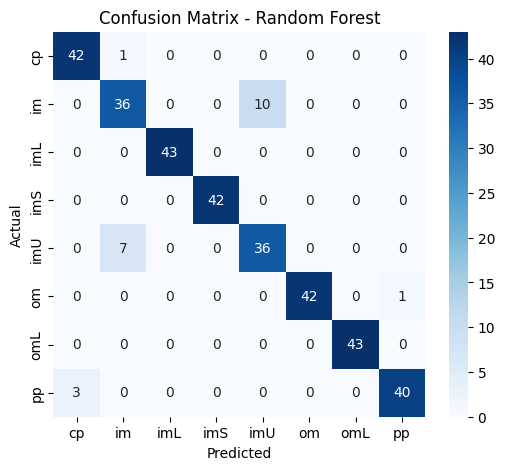 Confusion Matrix - Random Forest
cp 42 1 0 0 0 0 0 0
im 0 36 0 0 10 0 0 0
imL 0 0 43 0 0 0 0 0
imS 0 0 0 42 0 0 0 0
imU 0 7 0 0 36 0 0 0
om 0 0 0 0 0 42 0 1
omL 0 0 0 0 0 0 43 0
pp 3 0 0 0 0 0 0 40
cp im imL imS imU om omL pp
Predicted
Actual
40
35
30
25
20
15
10
5
0